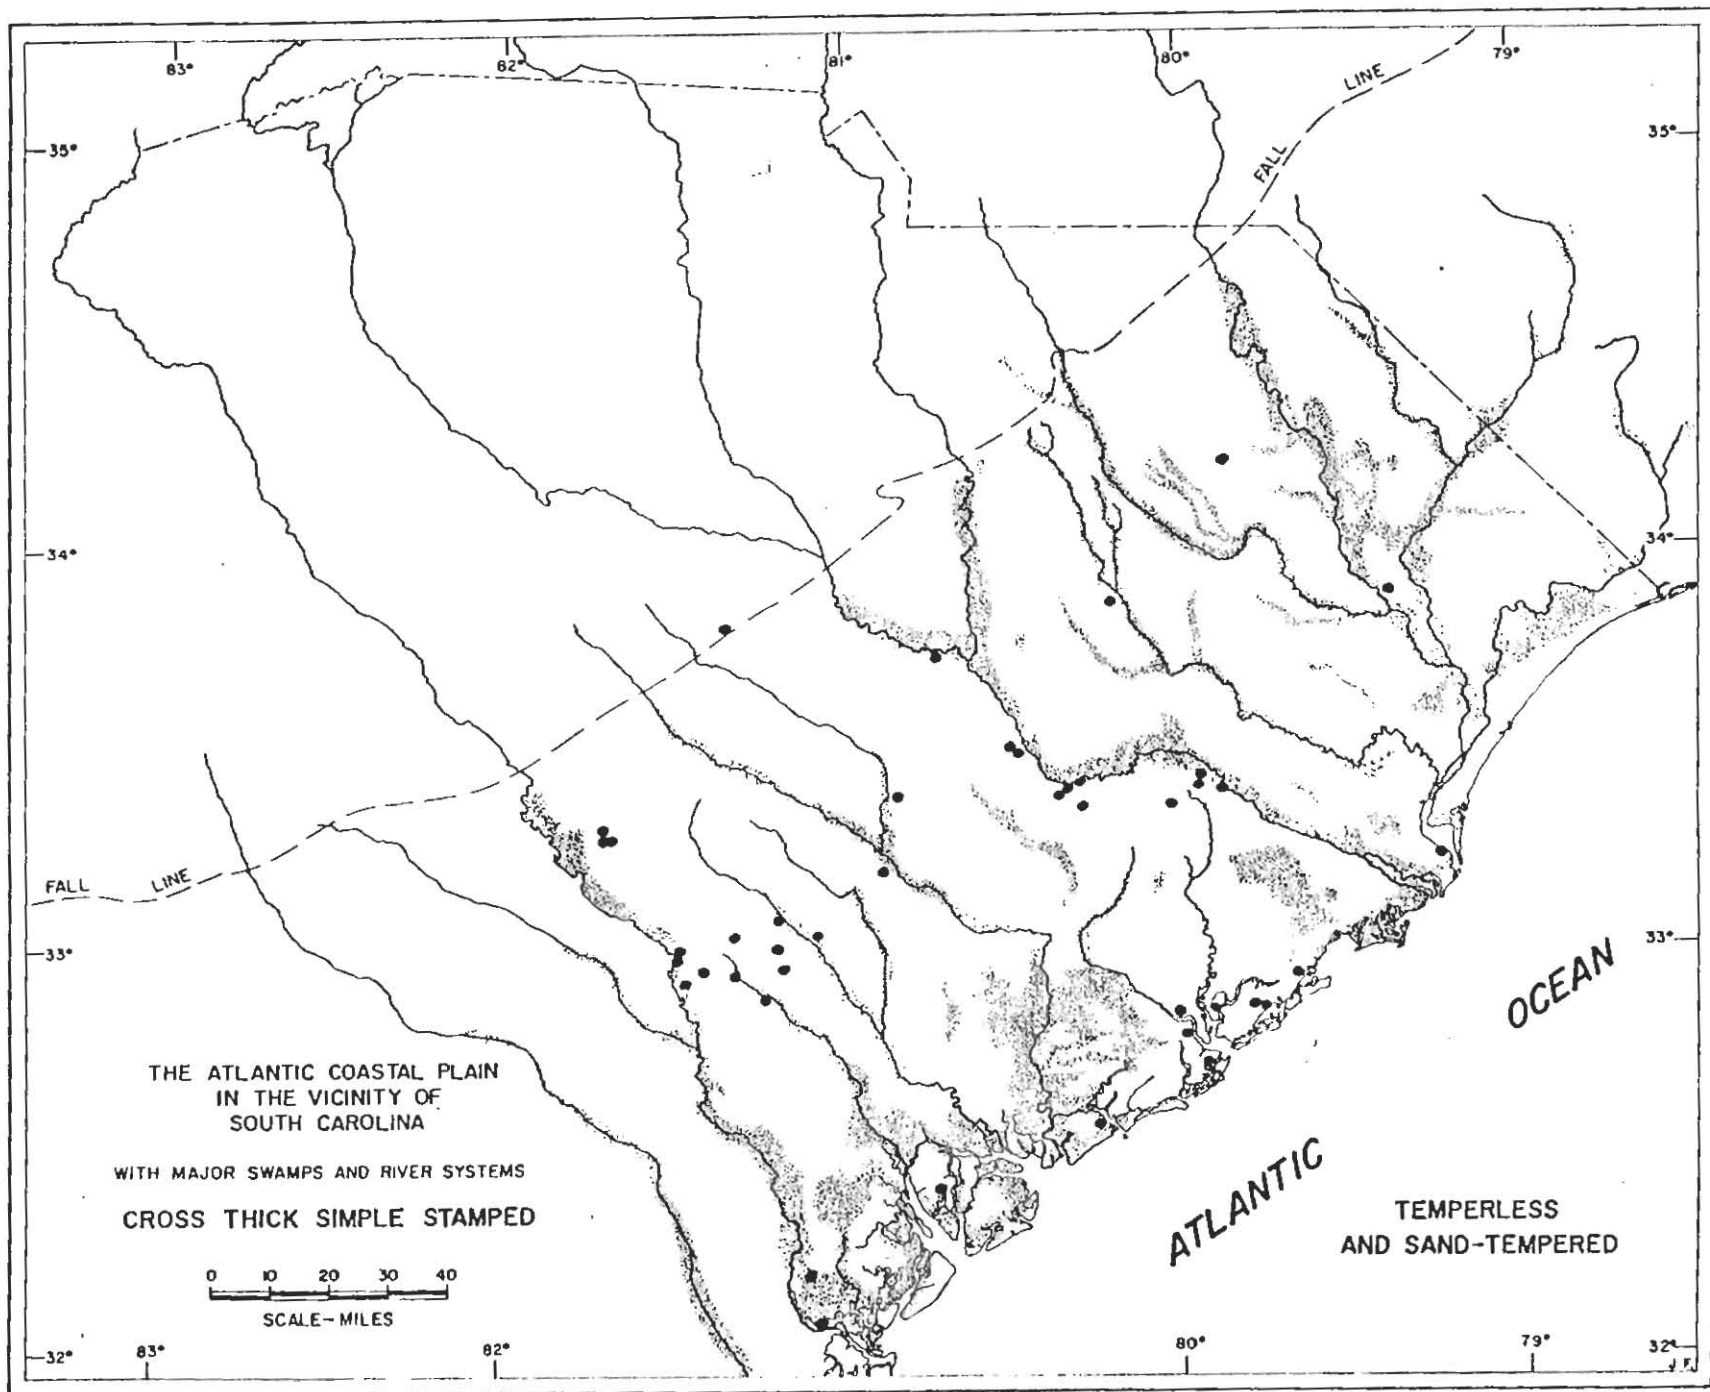 83° 82° 81° 80° 79°
LINE
FALL
35° 35°
34° 34°
FALL LINE
33° 33°
OCEAN
ATLANTIC
THE ATLANTIC COASTAL PLAIN
IN THE VICINITY OF
SOUTH CAROLINA
WITH MAJOR SWAMPS AND RIVER SYSTEMS
CROSS THICK SIMPLE STAMPED
0 10 20 30 40
SCALE-MILES
TEMPERLESS
AND SAND-TEMPERED
32° 32°
83° 82° 80° 79°
J.F.